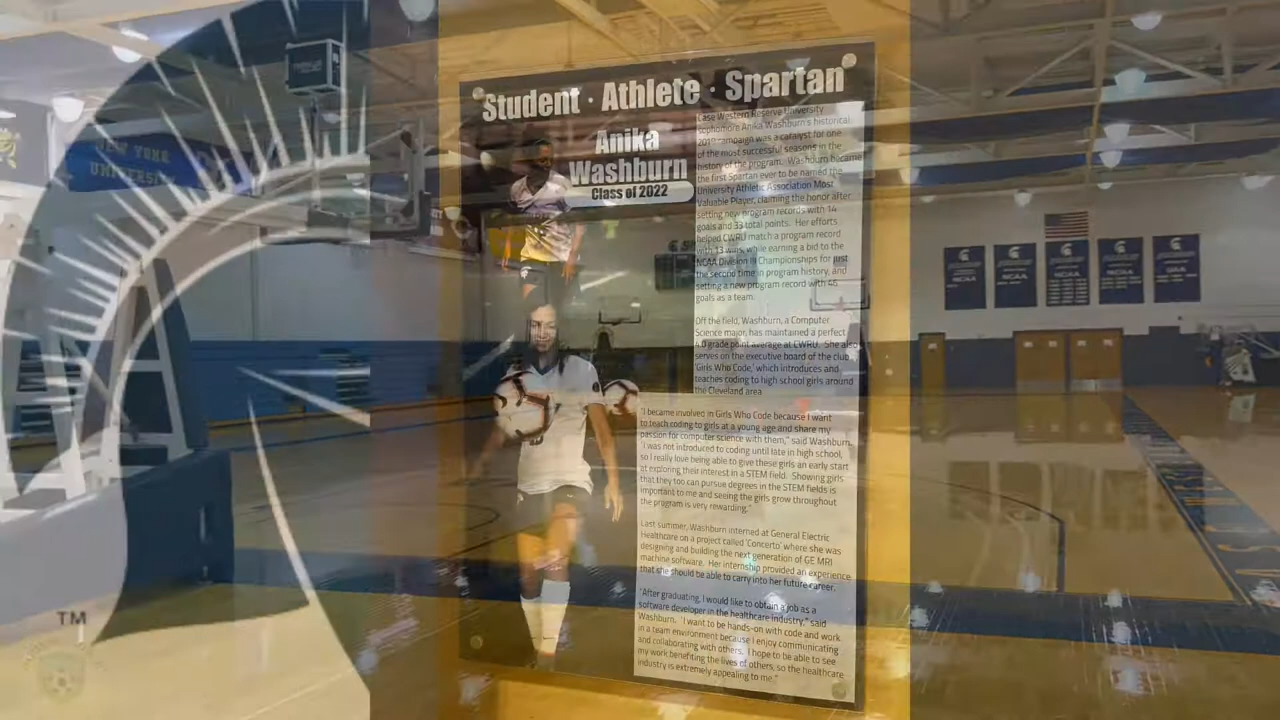 Student · Athlete · Spartan
Anika
Washburn
Class of 2022
Case Western Reserve University
sophomore Anika Washburn's historical
2019 campaign was a catalyst for one
of the most successful seasons in the
history of the program. Washburn became
the first Spartan ever to be named the
University Athletic Association Most
Valuable Player, claiming the honor after
setting new program records with 14
goals and 33 total points. Her efforts
helped CWRU match a program record
with 13 wins, while earning a bid to the
NCAA Division III Championships for just
the second time in program history, and
setting a new program record with 46
goals as a team.
Off the field, Washburn, a Computer
Science major, has maintained a perfect
4.0 grade point average at CWRU. She also
serves on the executive board of the club
'Girls Who Code,' which introduces and
teaches coding to high school girls around
the Cleveland area
"I became involved in Girls Who Code because I want
to teach coding to girls at a young age and share my
passion for computer science with them," said Washburn.
"I was not introduced to coding until late in high school,
so I really love being able to give these girls an early start
at exploring their interest in a STEM field. Showing girls
that they too can pursue degrees in the STEM fields is
important to me and seeing the girls grow throughout
the program is very rewarding."
Last summer, Washburn interned at General Electric
Healthcare on a project called 'Concerto' where she was
designing and building the next generation of GE MRI
machine software. Her internship provided an experience
that she should be able to carry into her future career.
"After graduating, I would like to obtain a job as a
software developer in the healthcare industry," said
Washburn. "I want to be hands-on with code and work
in a team environment because I enjoy communicating
and collaborating with others. I hope to be able to see
my work benefiting the lives of others, so the healthcare
industry is extremely appealing to me."
NEW YORK
UNIVERSITY
NCAA
NCAA
NCAA
NCAA
UAA
TM